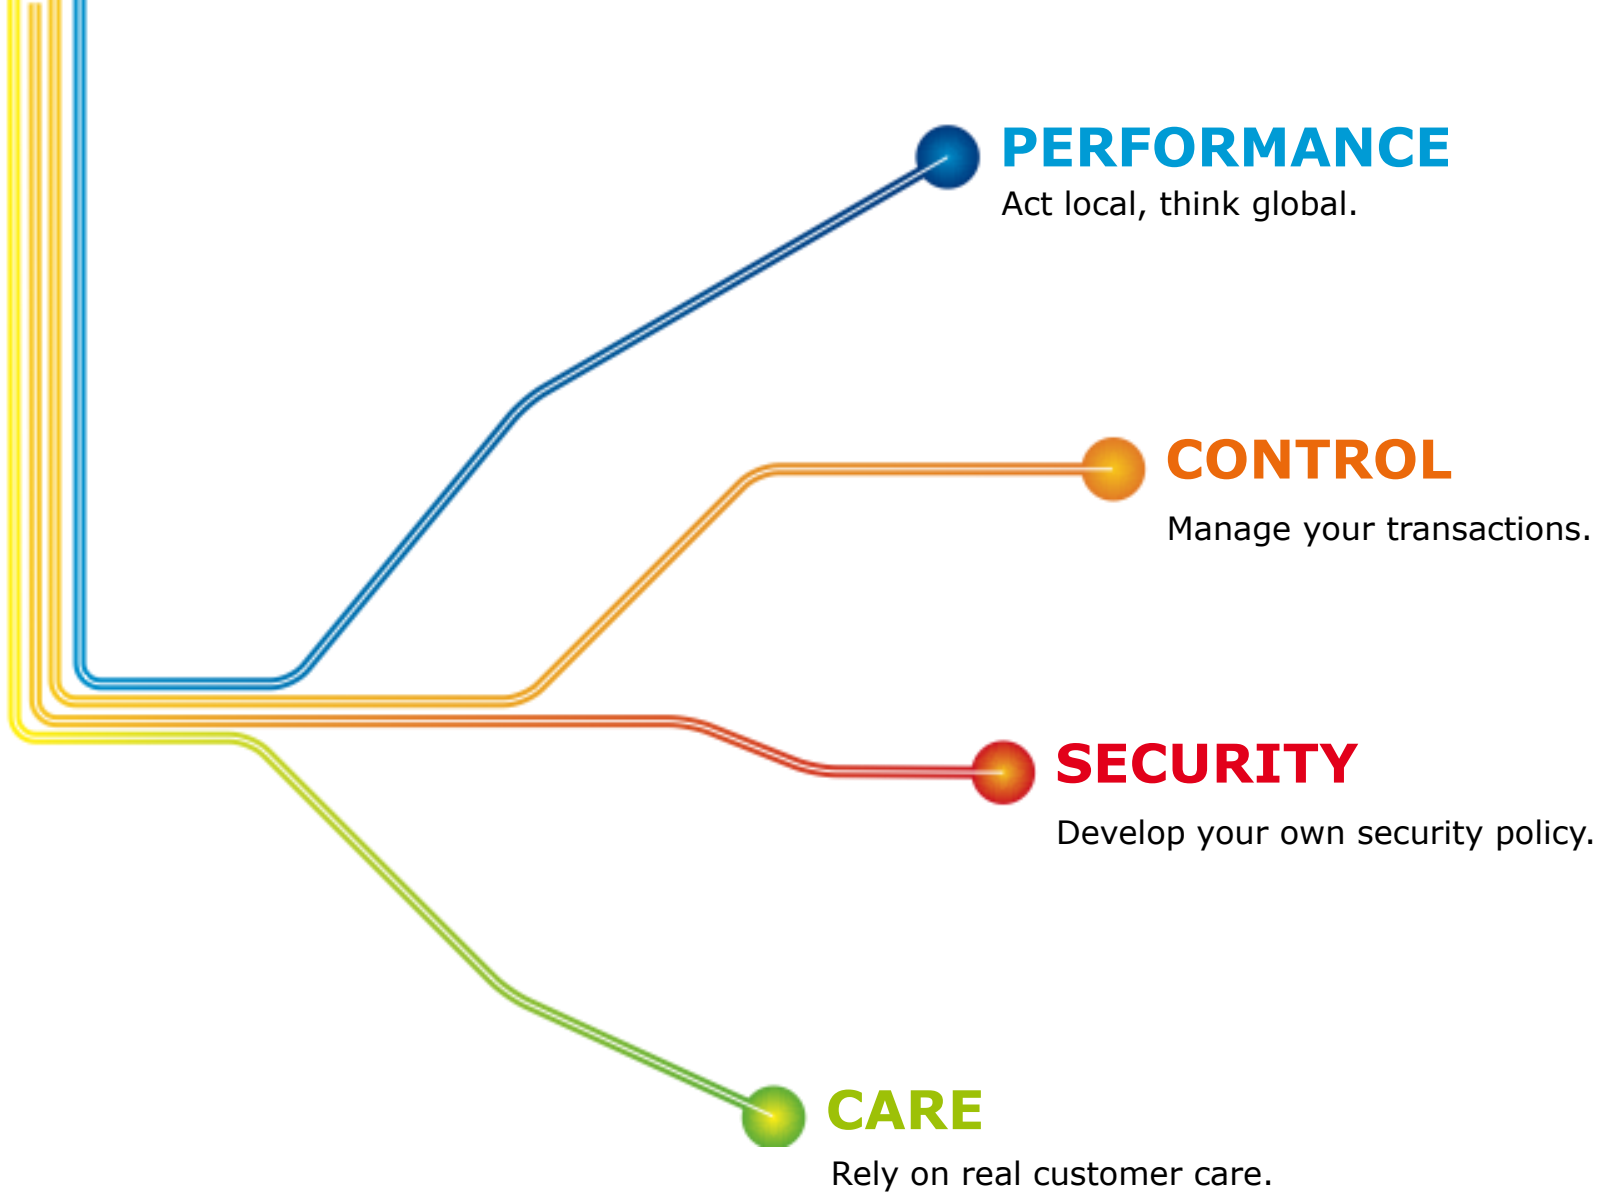 PERFORMANCE
Act local, think global.
CONTROL
Manage your transactions.
SECURITY
Develop your own security policy.
CARE
Rely on real customer care.